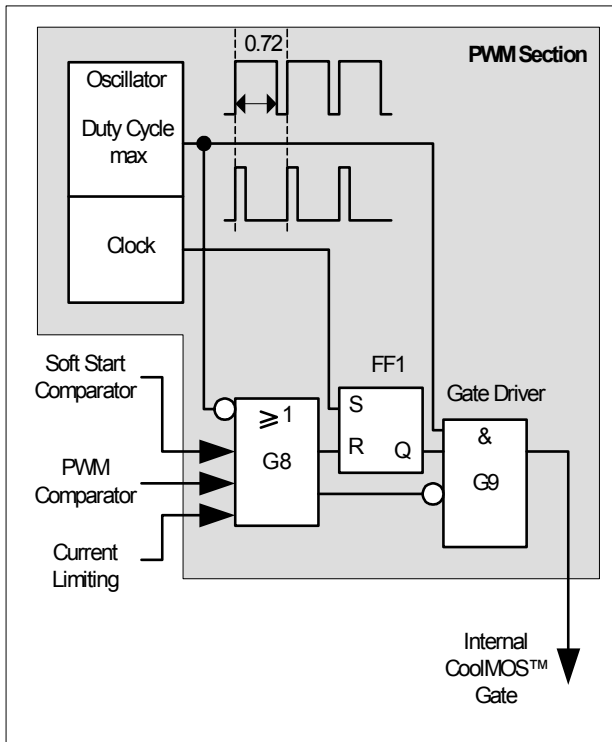 0.72
PWM Section
Oscillator
Duty Cycle
max
Clock
Soft Start
Comparator
PWM
Comparator
Current
Limiting
⩾ 1
G8
FF1
S
R
Q
Gate Driver
&
G9
Internal
CoolMOS™
Gate